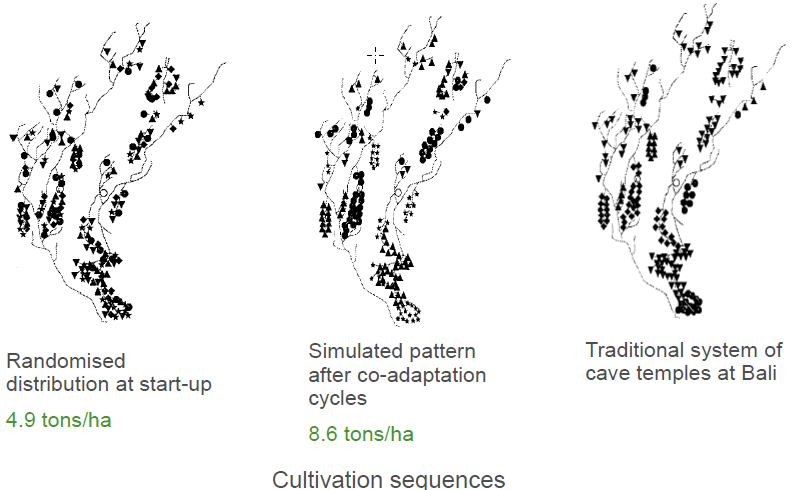 Randomised
distribution at start-up
4.9 tons/ha
Simulated pattern
after co-adaptation
cycles
8.6 tons/ha
Traditional system of
cave temples at Bali
Cultivation sequences